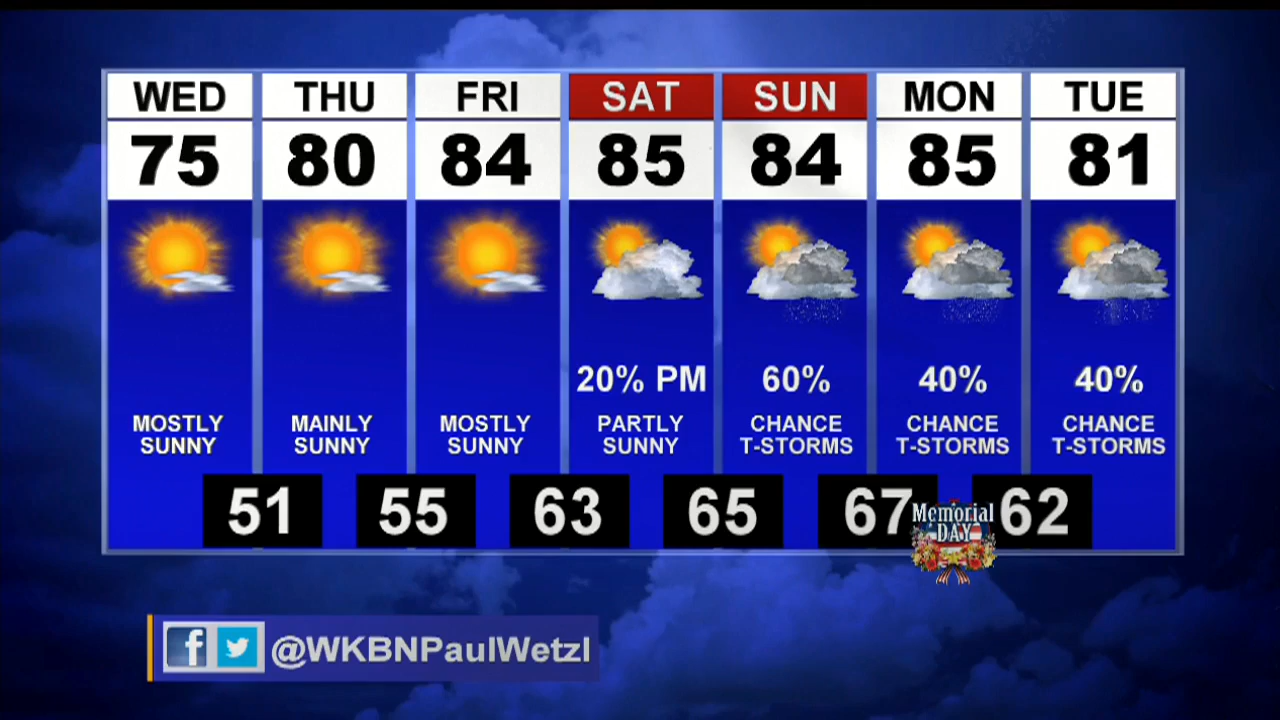 WED THU FRI SAT SUN MON TUE
75 80 84 85 84 85 81
20% PM 60% 40% 40%
MOSTLY MAINLY MOSTLY PARTLY CHANCE CHANCE CHANCE
SUNNY SUNNY SUNNY SUNNY T-STORMS T-STORMS T-STORMS
51 55 63 65 67 62
Memorial
DAY
f @WKBNPaulWetzl